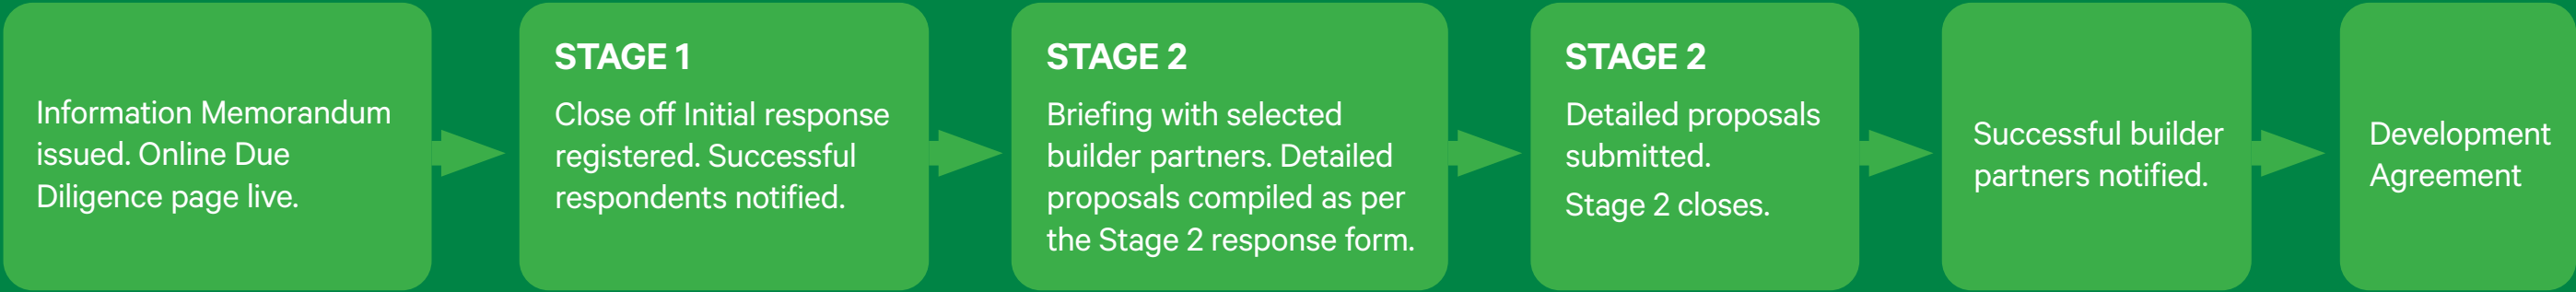 Information Memorandum
issued. Online Due
Diligence page live.
STAGE 1
Close off Initial response
registered. Successful
respondents notified.
STAGE 2
Briefing with selected
builder partners. Detailed
proposals compiled as per
the Stage 2 response form.
STAGE 2
Detailed proposals
submitted.
Stage 2 closes.
Successful builder
partners notified.
Development
Agreement